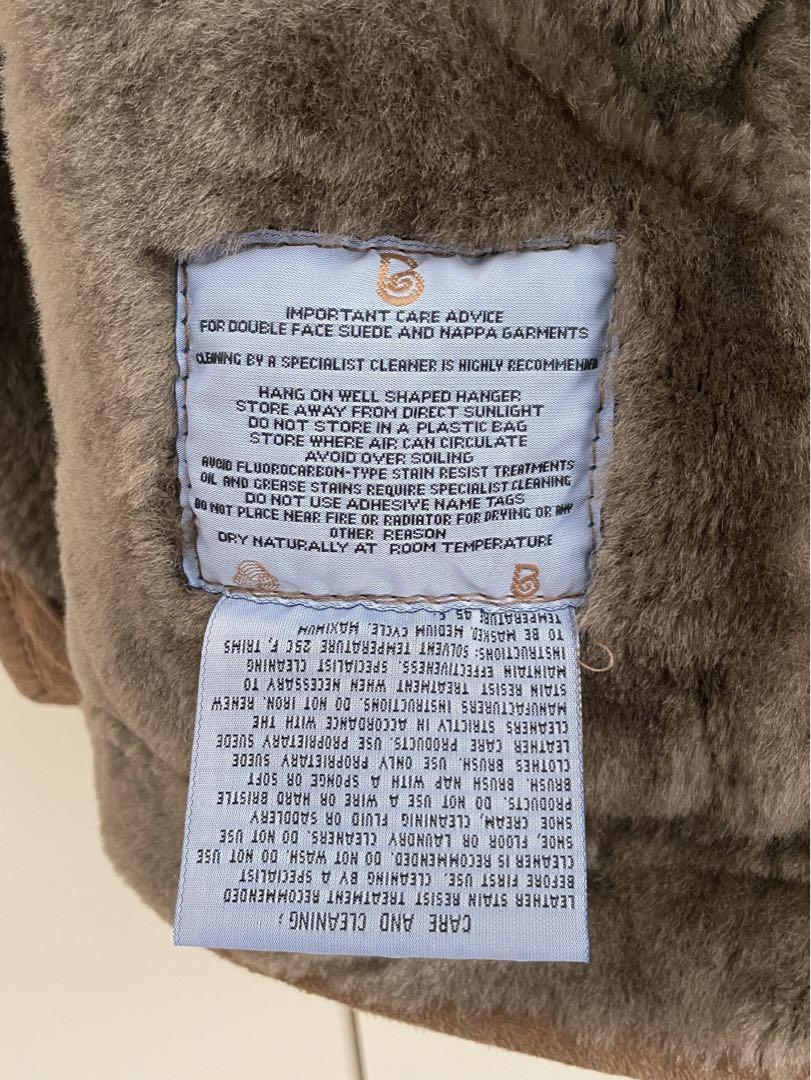 IMPORTANT CARE ADVICE
FOR DOUBLE FACE SUEDE AND NAPPA GARMENTS
CLEANING BY A SPECIALIST CLEANER IS HIGHLY RECOMMENDED
HANG ON WELL SHAPED HANGER
STORE AWAY FROM DIRECT SUNLIGHT
DO NOT STORE IN A PLASTIC BAG
STORE WHERE AIR CAN CIRCULATE
AVOID OVER SOILING
AVOID FLUOROCARBON-TYPE STAIN RESIST TREATMENTS
OIL AND GREASE STAINS REQUIRE SPECIALIST CLEANING
DO NOT USE ADHESIVE NAME TAGS
DO NOT PLACE NEAR FIRE OR RADIATOR FOR DRYING OR ANY
OTHER REASON
DRY NATURALLY AT ROOM TEMPERATURE
CARE AND CLEANING:
LEATHER STAIN RESIST TREATMENT RECOMMENDED
BEFORE FIRST USE. CLEANING BY A SPECIALIST
CLEANER IS RECOMMENDED. DO NOT WASH. DO NOT USE
SHOE, FLOOR OR LAUNDRY CLEANERS. DO NOT USE
SHOE, CREAM, CLEANING FLUID OR SADDLERY
PRODUCTS. DO NOT USE A WIRE OR HARD BRISTLE
BRUSH. BRUSH NAP WITH A SPONGE OR SOFT
CLOTHES BRUSH. USE ONLY PROPRIETARY SUEDE
LEATHER CARE PRODUCTS. USE PROPRIETARY SUEDE
CLEANERS STRICTLY IN ACCORDANCE WITH THE
MANUFACTURERS INSTRUCTIONS. DO NOT IRON. RENEW
STAIN RESIST TREATMENT WHEN NECESSARY TO
MAINTAIN EFFECTIVENESS. SPECIALIST CLEANING
INSTRUCTIONS: SOLVENT TEMPERATURE 25C F, TRIMS
TO BE MASKED, MEDIUM CYCLE, MAXIMUM
TEMPERATURE